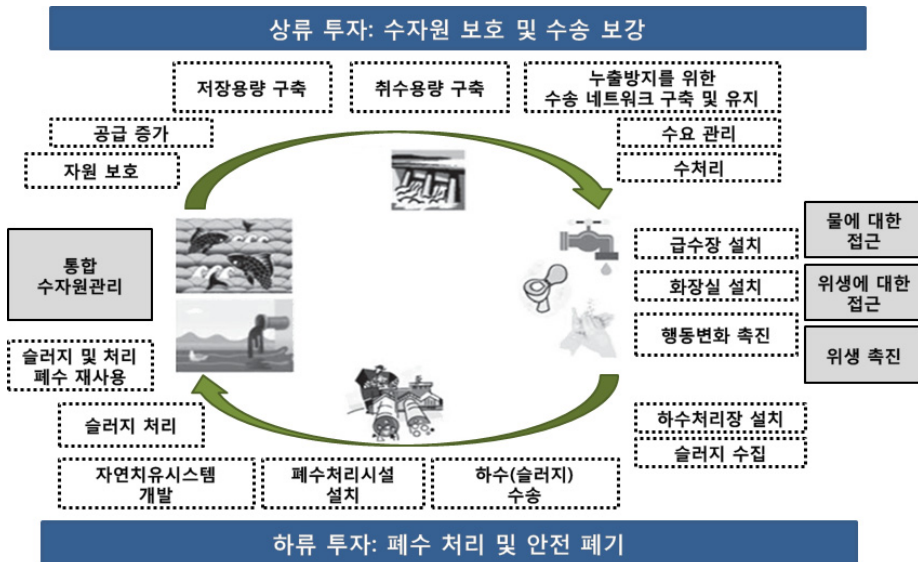 상류 투자: 수자원 보호 및 수송 보강
저장용량 구축
취수용량 구축
누출방지를 위한
수송 네트워크 구축 및 유지
공급 증가
수요 관리
자원 보호
수처리
통합
수자원관리
급수장 설치
물에 대한
접근
화장실 설치
위생에 대한
접근
행동변화 촉진
위생 촉진
슬러지 및 처리
폐수 재사용
슬러지 처리
하수처리장 설치
슬러지 수집
자연치유시스템
개발
폐수처리시설
설치
하수(슬러지)
수송
하류 투자: 폐수 처리 및 안전 폐기